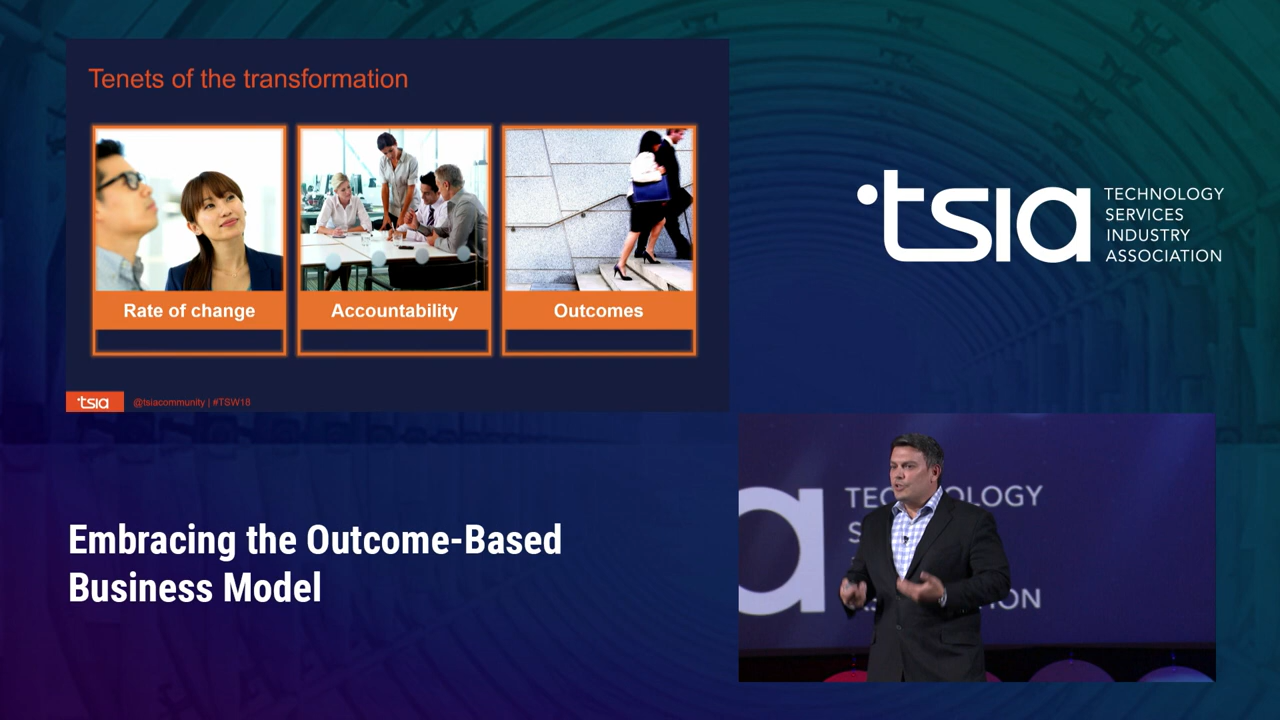 Tenets of the transformation
Rate of change
Accountability
Outcomes
tsia
@tsiacommunity | #TSW18
tsia
TECHNOLOGY
SERVICES
INDUSTRY
ASSOCIATION
Embracing the Outcome-Based
Business Model